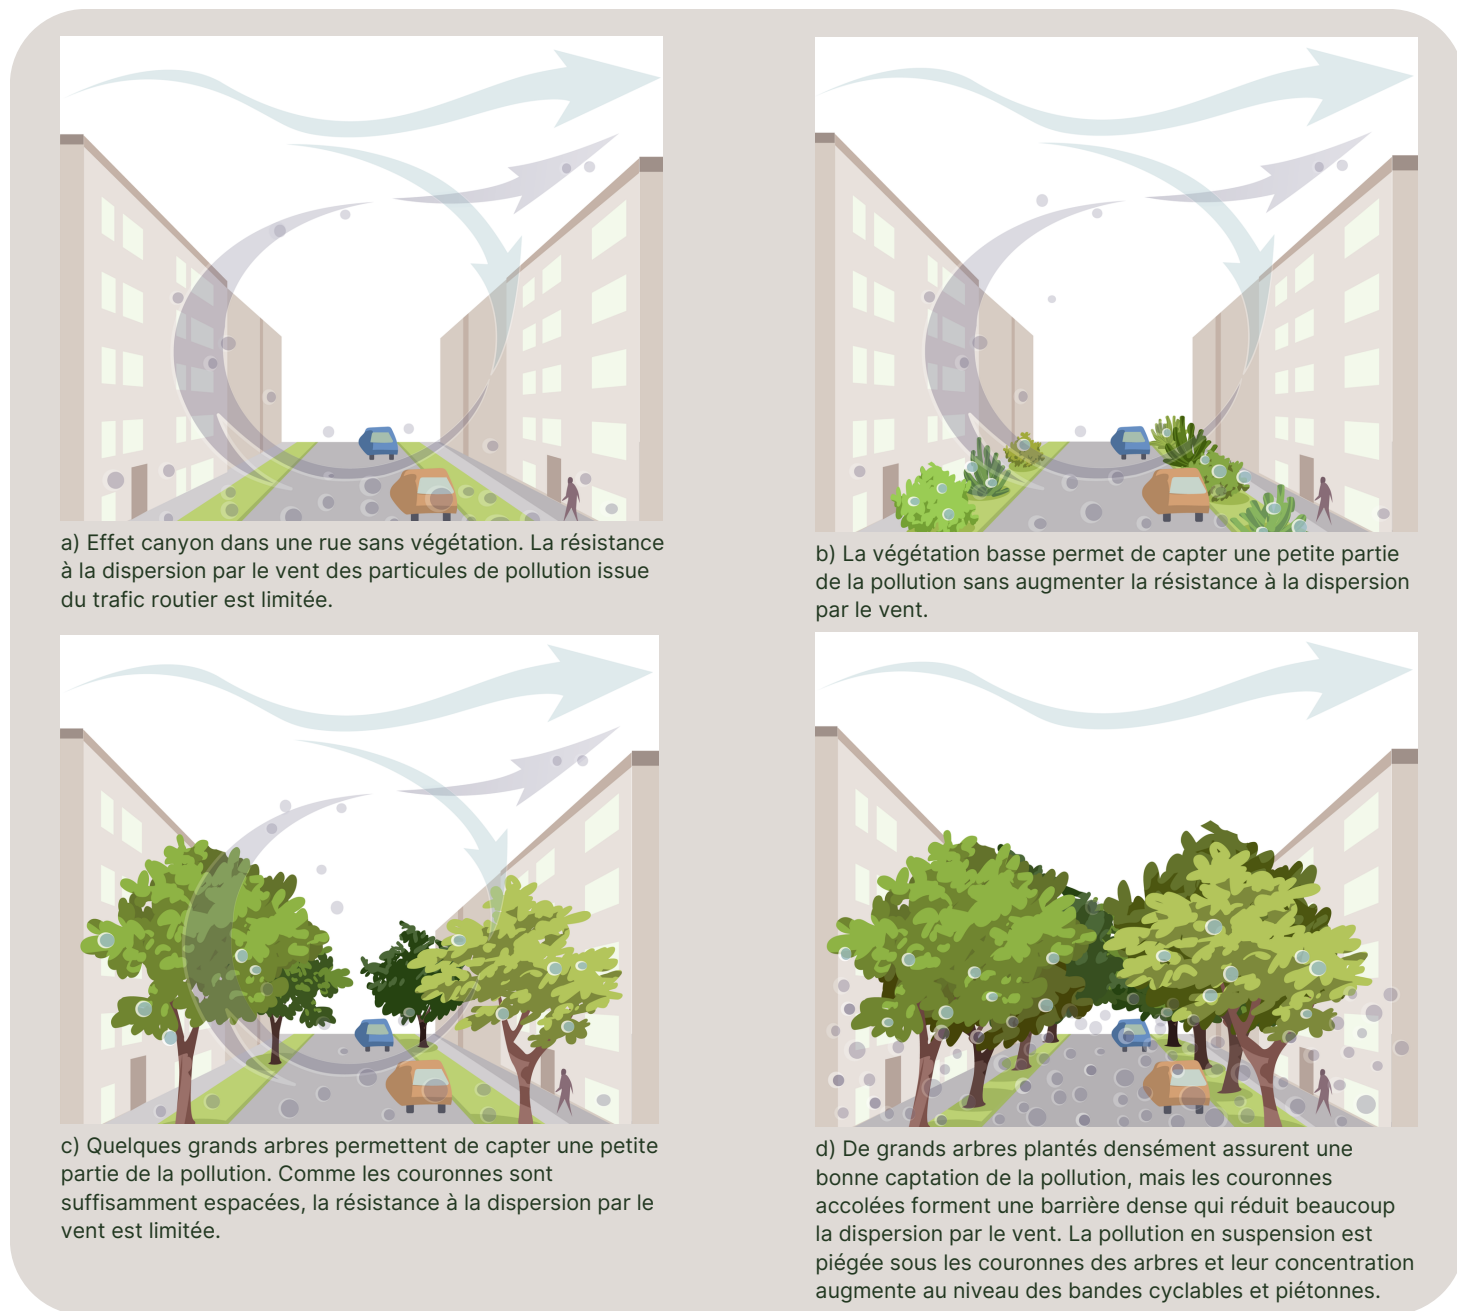 a) Effet canyon dans une rue sans végétation. La résistance
à la dispersion par le vent des particules de pollution issue
du trafic routier est limitée.
b) La végétation basse permet de capter une petite partie
de la pollution sans augmenter la résistance à la dispersion
par le vent.
c) Quelques grands arbres permettent de capter une petite
partie de la pollution. Comme les couronnes sont
suffisamment espacées, la résistance à la dispersion par le
vent est limitée.
d) De grands arbres plantés densément assurent une
bonne captation de la pollution, mais les couronnes
accolées forment une barrière dense qui réduit beaucoup
la dispersion par le vent. La pollution en suspension est
piégée sous les couronnes des arbres et leur concentration
augmente au niveau des bandes cyclables et piétonnes.